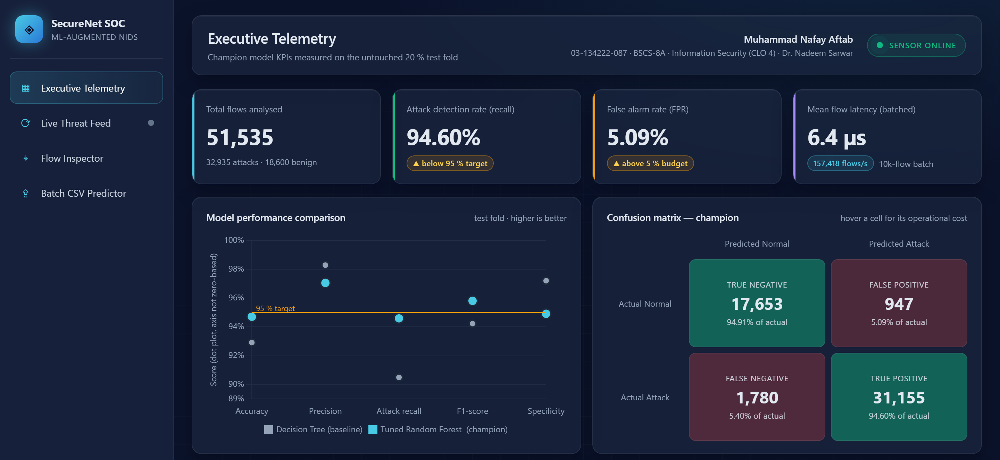 SecureNet SOC
ML-AUGMENTED NIDS
Executive Telemetry
Live Threat Feed
Flow Inspector
Batch CSV Predictor
Executive Telemetry
Champion model KPIs measured on the untouched 20 % test fold
Muhammad Nafay Aftab
03-134222-087 · BSCS-8A · Information Security (CLO 4) · Dr. Nadeem Sarwar
SENSOR ONLINE
Total flows analysed
51,535
32,935 attacks · 18,600 benign
Attack detection rate (recall)
94.60%
▲ below 95 % target
False alarm rate (FPR)
5.09%
▲ above 5 % budget
Mean flow latency (batched)
6.4 µs
157,418 flows/s 10k-flow batch
Model performance comparison
test fold · higher is better
Score (dot plot, axis not zero-based)
100%
98%
96%
95 % target
94%
92%
90%
89%
Accuracy Precision Attack recall F1-score Specificity
Decision Tree (baseline) Tuned Random Forest (champion)
Confusion matrix — champion
hover a cell for its operational cost
Predicted Normal Predicted Attack
Actual Normal
TRUE NEGATIVE
17,653
94.91% of actual
FALSE POSITIVE
947
5.09% of actual
Actual Attack
FALSE NEGATIVE
1,780
5.40% of actual
TRUE POSITIVE
31,155
94.60% of actual